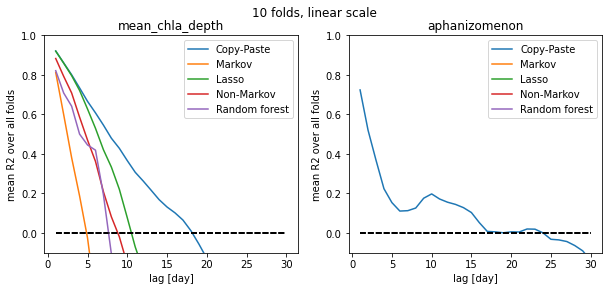 10 folds, linear scale
mean_chla_depth
mean R2 over all folds
1.0
0.8
0.6
0.4
0.2
0.0
Copy-Paste
Markov
Lasso
Non-Markov
Random forest
0 5 10 15 20 25 30
lag [day]
aphanizomenon
mean R2 over all folds
1.0
0.8
0.6
0.4
0.2
0.0
Copy-Paste
Markov
Lasso
Non-Markov
Random forest
0 5 10 15 20 25 30
lag [day]